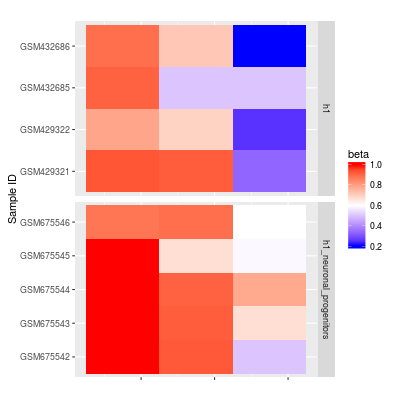 GSM432686
GSM432685
GSM429322
GSM429321
h1
GSM675546
GSM675545
GSM675544
GSM675543
GSM675542
h1_neuronal_progenitors
Sample ID
beta
1.0
0.8
0.6
0.4
0.2